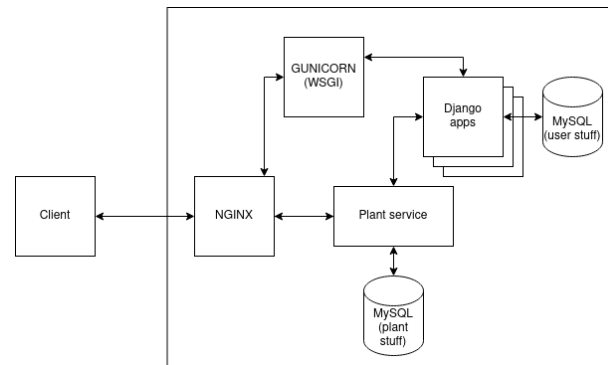 GUNICORN
(WSGI)
Django
apps
MySQL
(user stuff)
Client
NGINX
Plant service
MySQL
(plant
stuff)